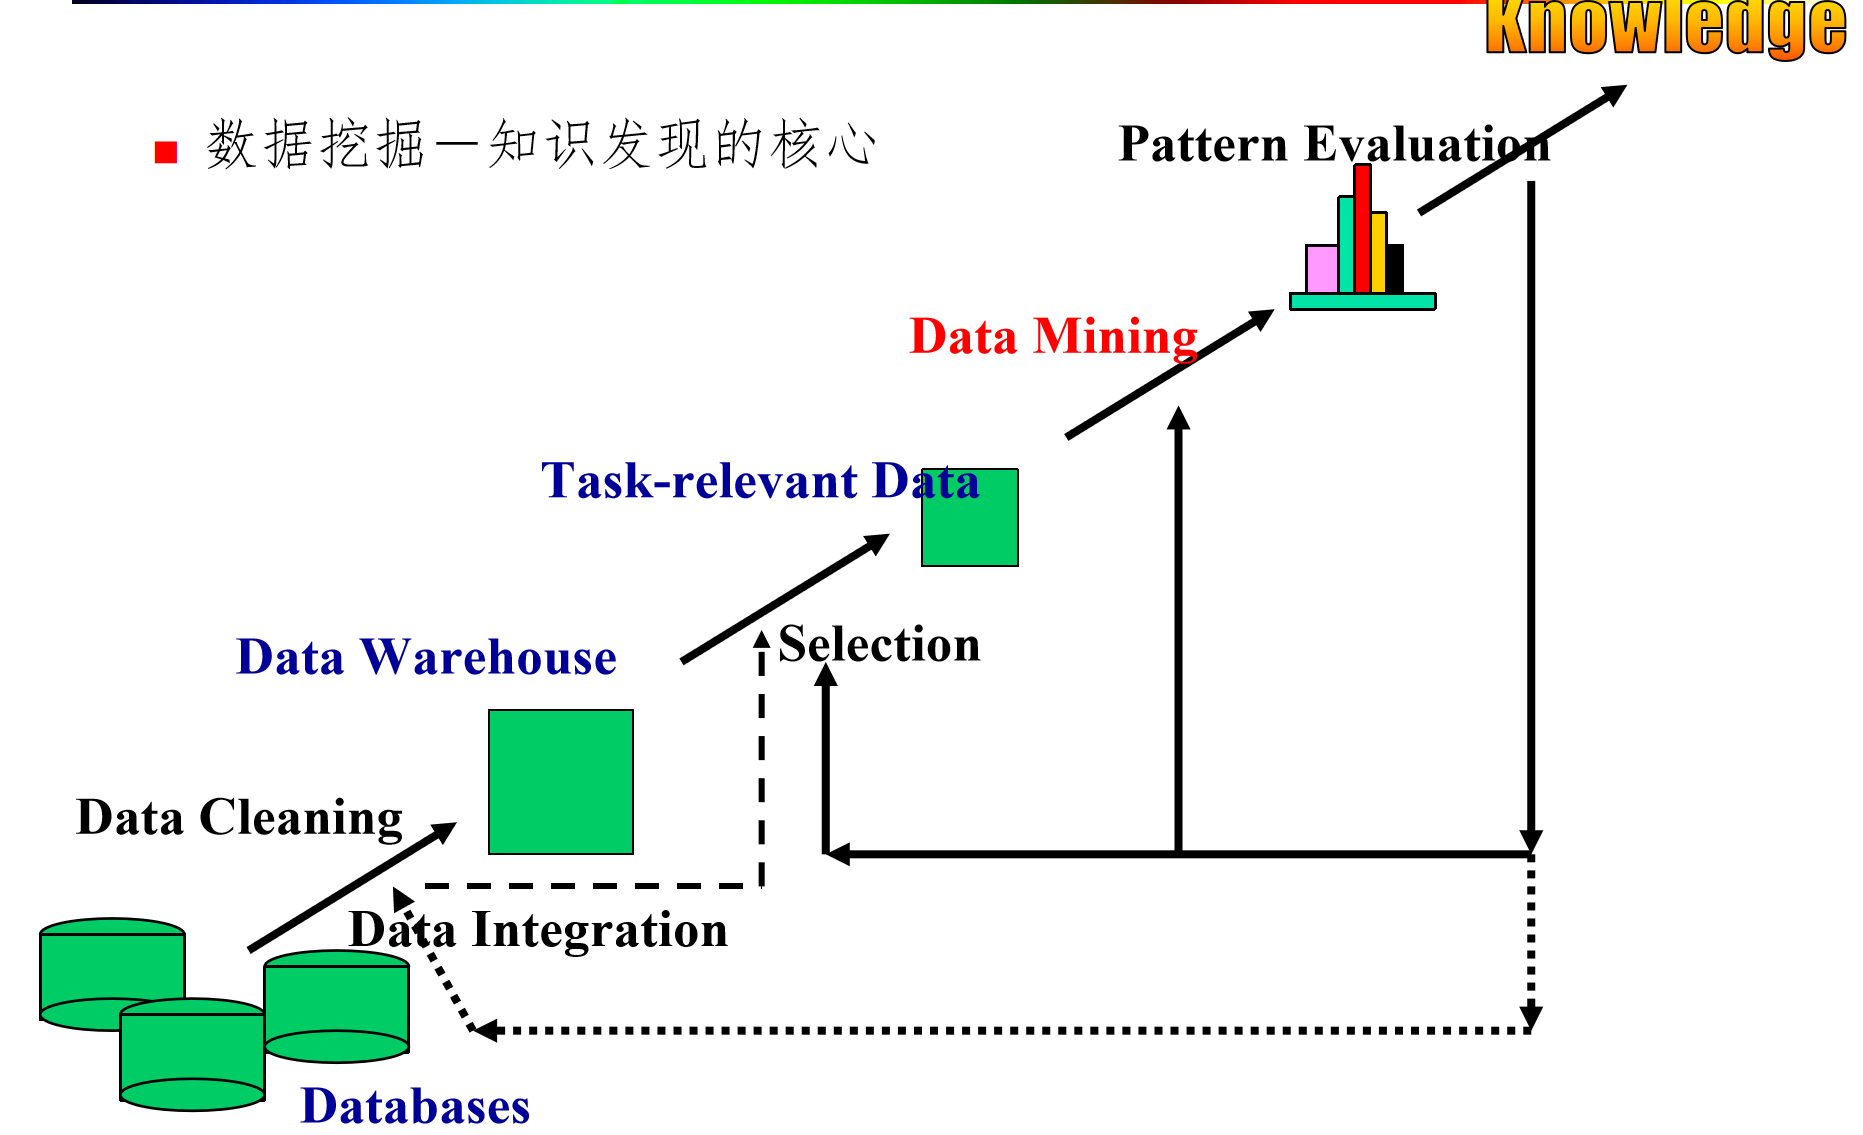 Knowledge
数据挖掘－知识发现的核心
Pattern Evaluation
Data Mining
Task-relevant Data
Selection
Data Warehouse
Data Cleaning
Data Integration
Databases